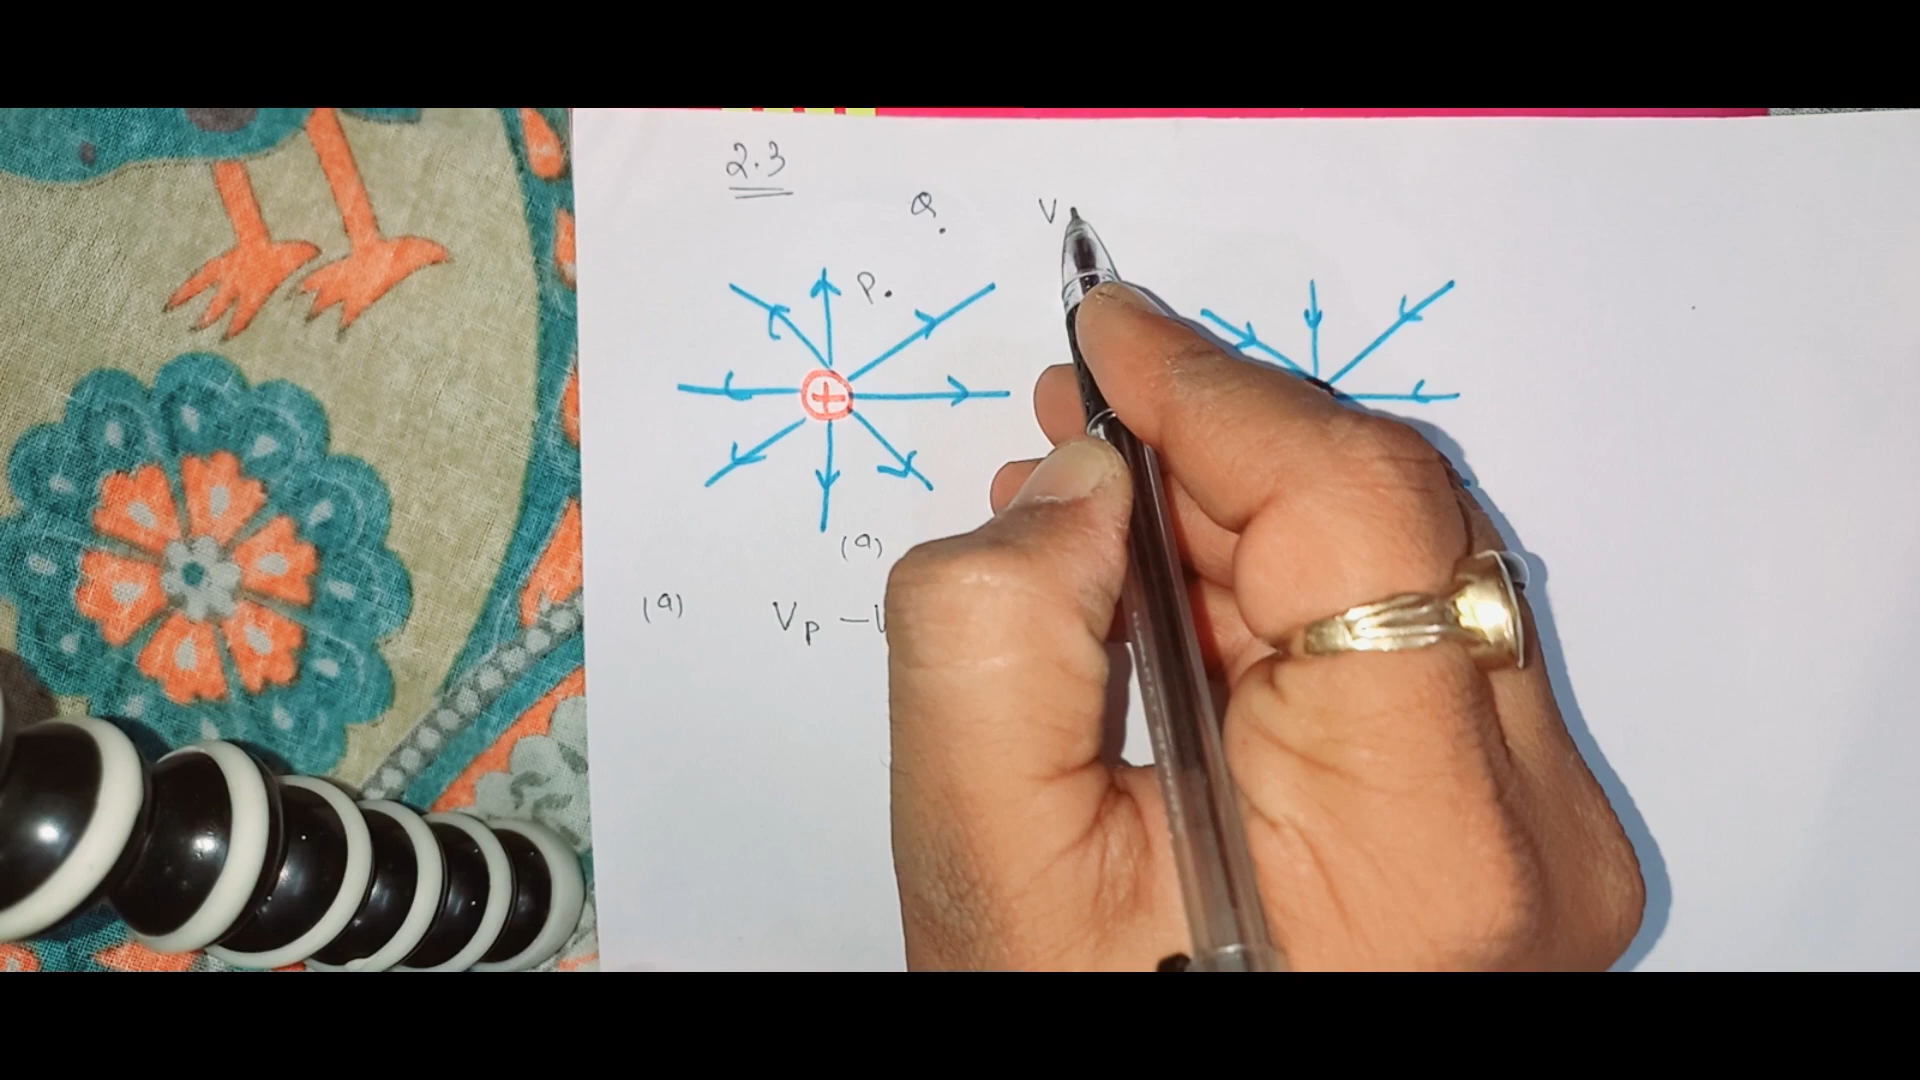 2.3
Q. V
P.
+
(a)
(a) Vp – V